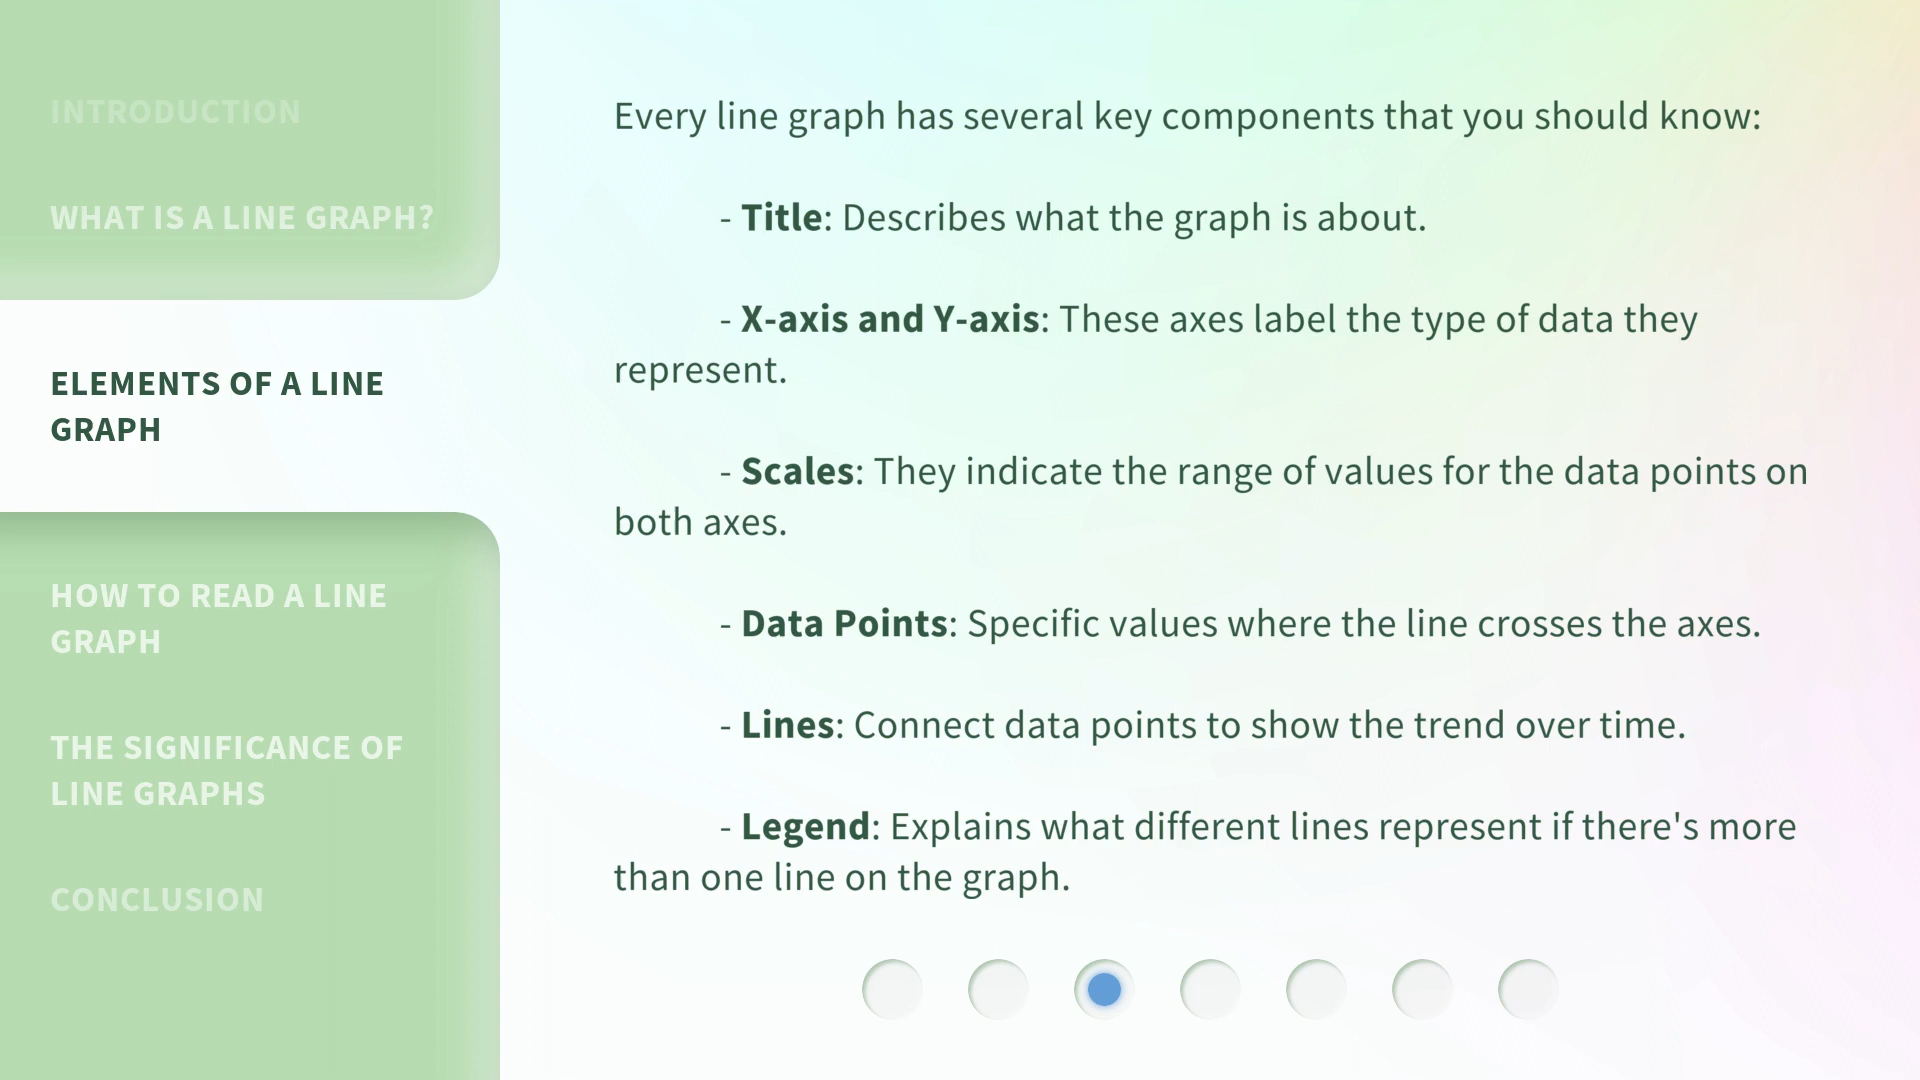 INTRODUCTION
WHAT IS A LINE GRAPH?
ELEMENTS OF A LINE
GRAPH
HOW TO READ A LINE
GRAPH
THE SIGNIFICANCE OF
LINE GRAPHS
CONCLUSION
Every line graph has several key components that you should know:
- Title: Describes what the graph is about.
- X-axis and Y-axis: These axes label the type of data they
represent.
- Scales: They indicate the range of values for the data points on
both axes.
- Data Points: Specific values where the line crosses the axes.
- Lines: Connect data points to show the trend over time.
- Legend: Explains what different lines represent if there's more
than one line on the graph.